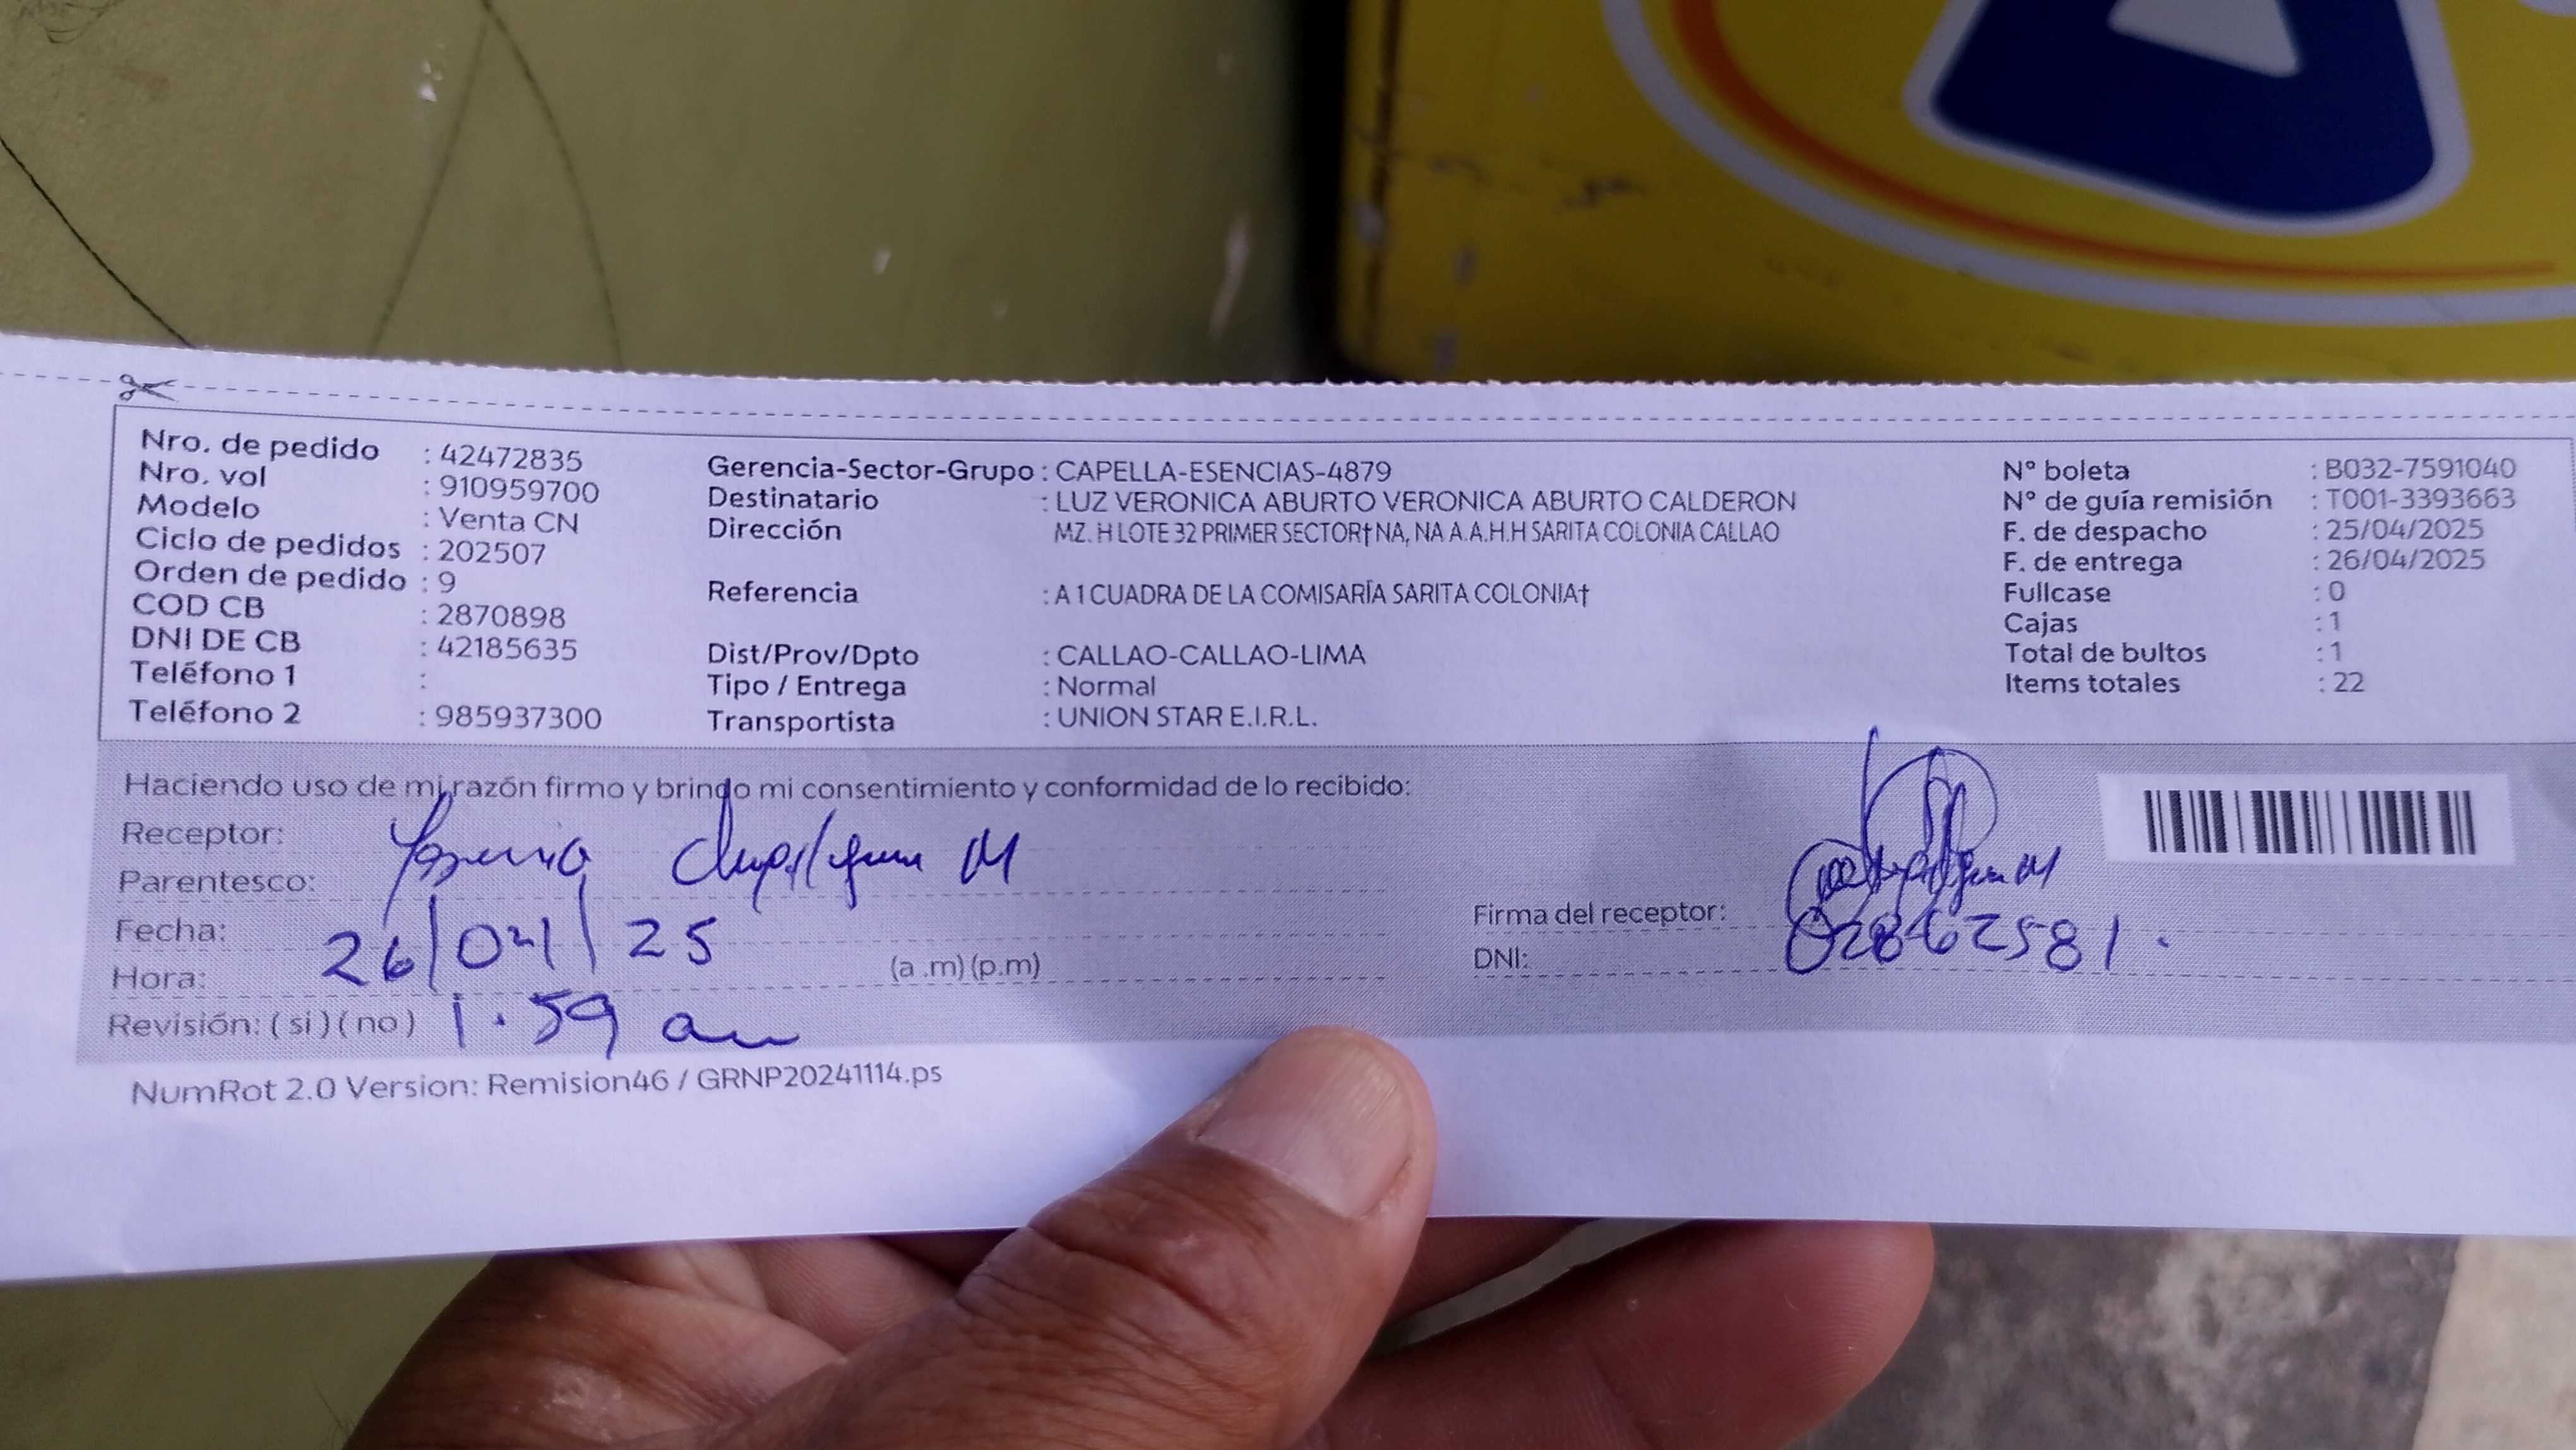 Nro. de pedido : 42472835
Nro. vol : 910959700
Modelo : Venta CN
Ciclo de pedidos : 202507
Orden de pedido : 9
COD CB : 2870898
DNI DE CB : 42185635
Teléfono 1 :
Teléfono 2 : 985937300
Gerencia-Sector-Grupo : CAPELLA-ESENCIAS-4879
Destinatario : LUZ VERONICA ABURTO VERONICA ABURTO CALDERON
Dirección MZ. H LOTE 32 PRIMER SECTOR†NA, NA A.A.H.H SARITA COLONIA CALLAO
Referencia : A 1 CUADRA DE LA COMISARÍA SARITA COLONIA†
Dist/Prov/Dpto : CALLAO-CALLAO-LIMA
Tipo / Entrega : Normal
Transportista : UNION STAR E.I.R.L.
N° boleta : B032-7591040
N° de guía remisión : T001-3393663
F. de despacho : 25/04/2025
F. de entrega : 26/04/2025
Fullcase : 0
Cajas : 1
Total de bultos : 1
Items totales : 22
Haciendo uso de mi razón firmo y brindo mi consentimiento y conformidad de lo recibido:
Receptor:
Parentesco:
Fecha: 26/04/25
Hora: (a .m) (p.m)
Revisión: ( si ) ( no ) 1.59 am
Firma del receptor:
DNI: 02862581.
NumRot 2.0 Version: Remision46 / GRNP20241114.ps